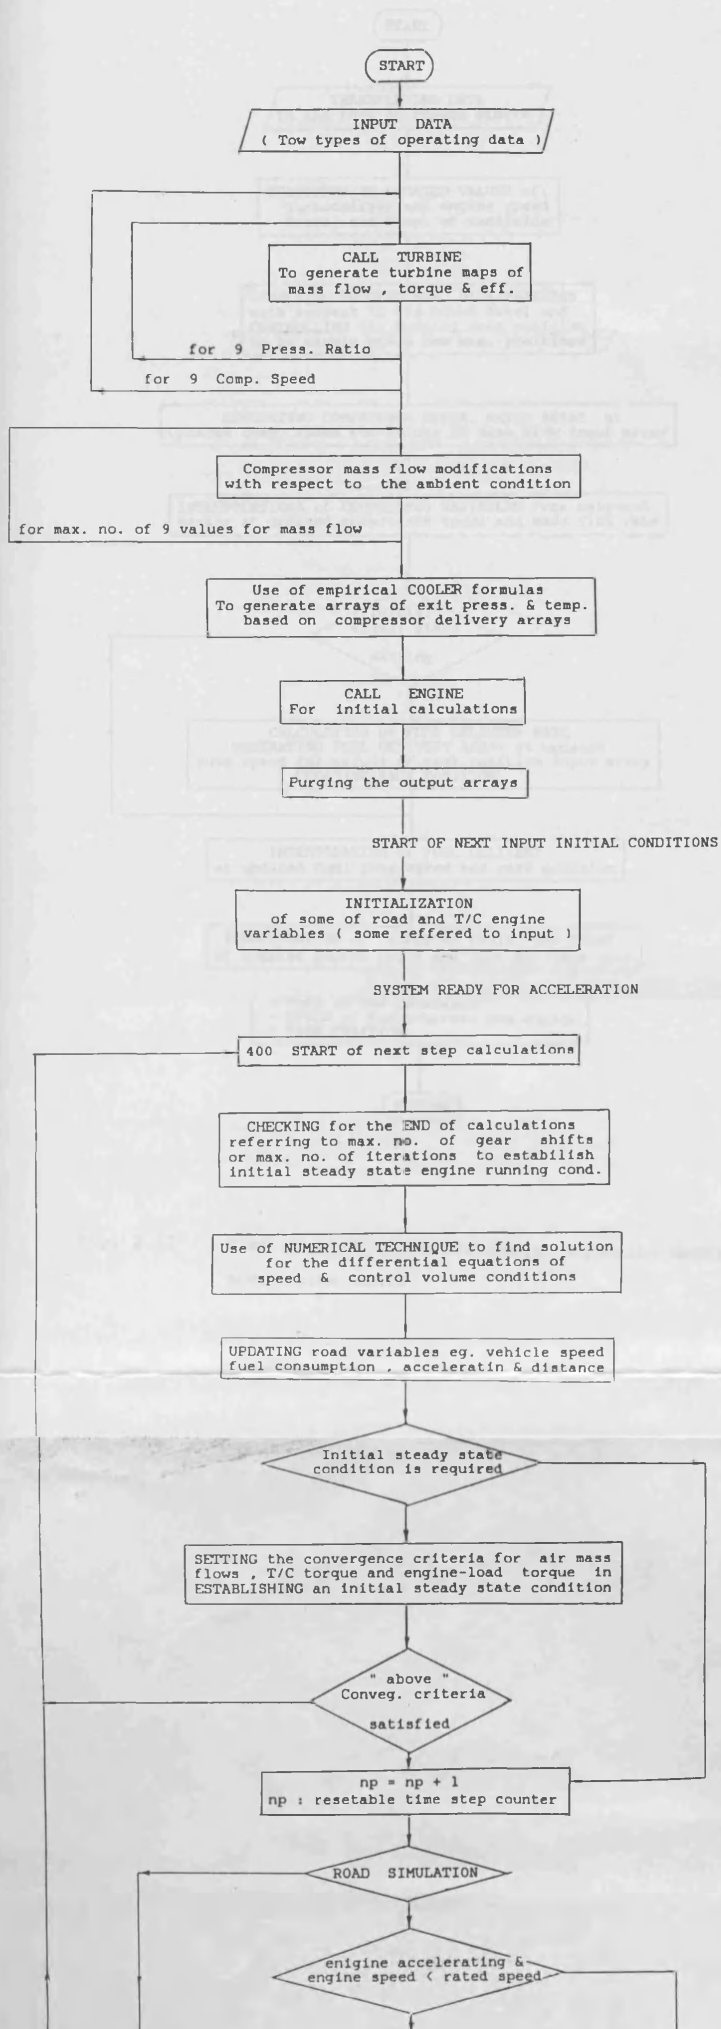 START
INPUT DATA
( Tow types of operating data )
CALL TURBINE
To generate turbine maps of
mass flow , torque & eff.
for 9 Press. Ratio
for 9 Comp. Speed
Compressor mass flow modifications
with respect to the ambient condition
for max. no. of 9 values for mass flow
Use of empirical COOLER formulas
To generate arrays of exit press. & temp.
based on compressor delivery arrays
CALL ENGINE
For initial calculations
Purging the output arrays
START OF NEXT INPUT INITIAL CONDITIONS
INITIALIZATION
of some of road and T/C engine
variables ( some reffered to input )
SYSTEM READY FOR ACCELERATION
400 START of next step calculations
CHECKING for the END of calculations
referring to max. no. of gear shifts
or max. no. of iterations to estabilish
initial steady state engine running cond.
Use of NUMERICAL TECHNIQUE to find solution
for the differential equations of
speed & control volume conditions
UPDATING road variables eg. vehicle speed
fuel consumption , acceleratin & distance
Initial steady state
condition is required
SETTING the convergence criteria for air mass
flows , T/C torque and engine-load torque in
ESTABLISHING an initial steady state condition
" above "
Conveg. criteria
satisfied
np = np + 1
np : resetable time step counter
ROAD SIMULATION
enigine accelerating &
engine speed < rated speed